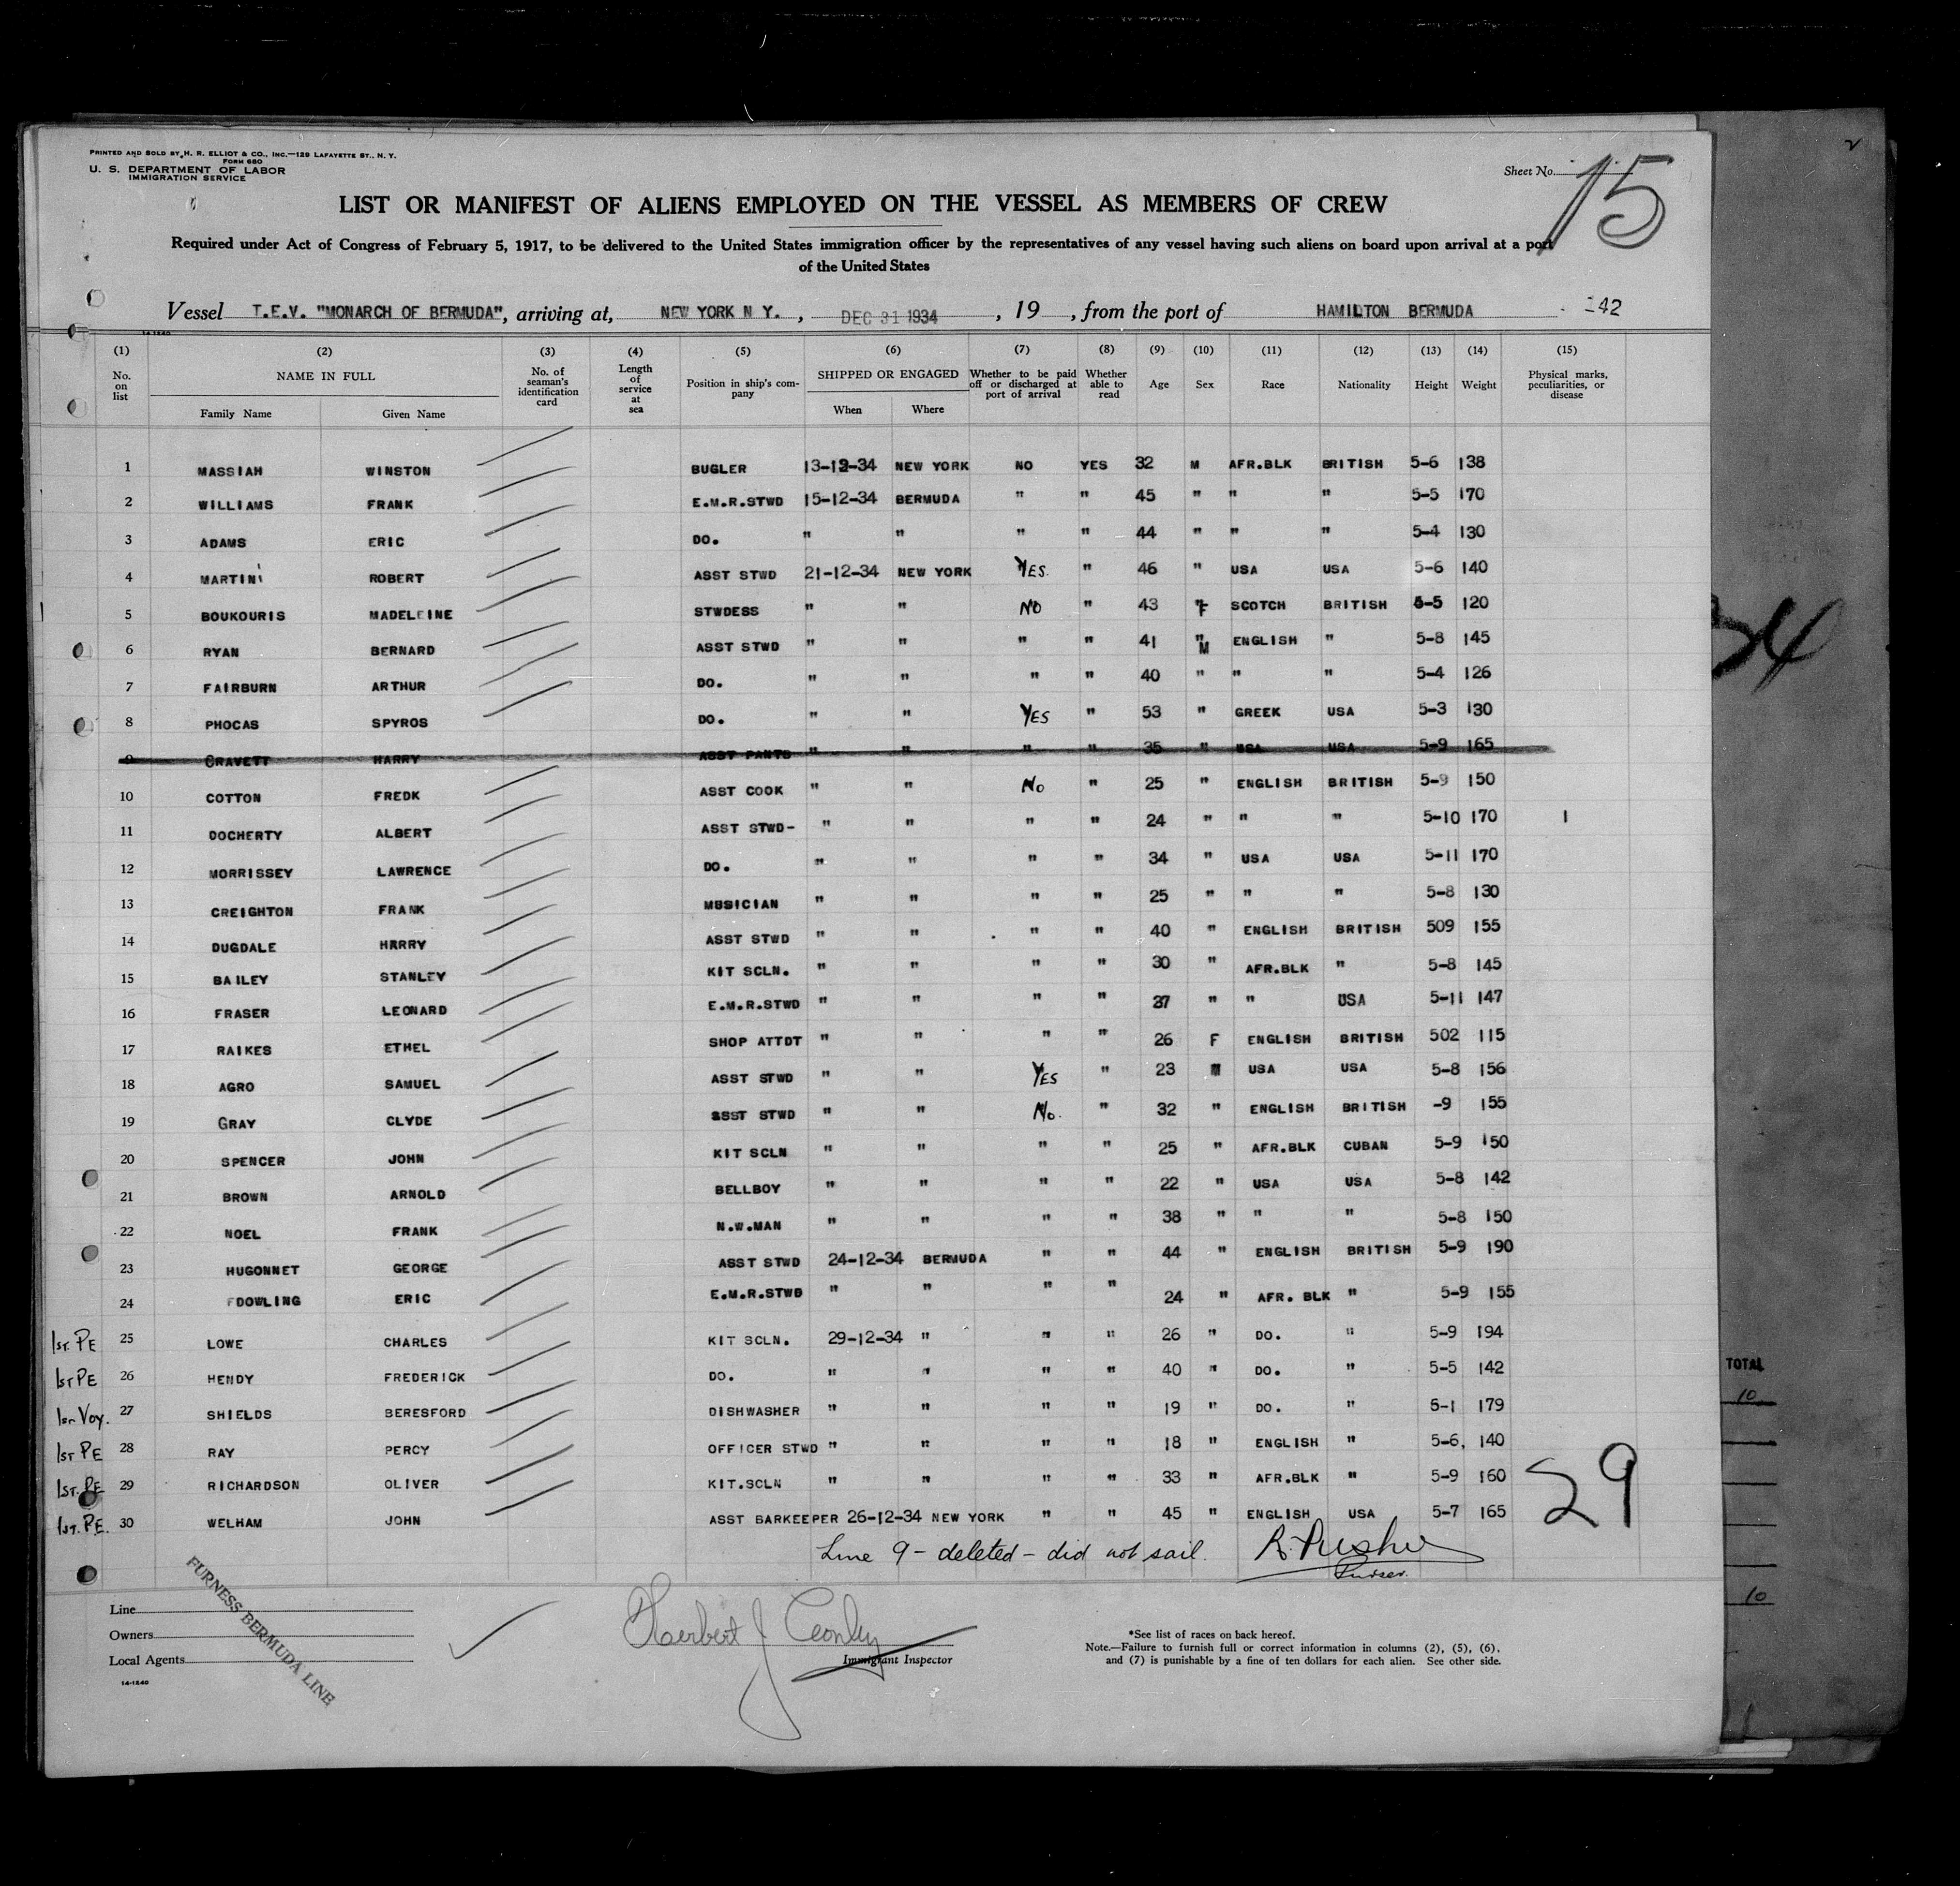 PRINTED AND SOLD BY H. R. ELLIOT & CO., INC.—129 LAFAYETTE ST., N. Y.
FORM 680
U. S. DEPARTMENT OF LABOR
IMMIGRATION SERVICE
Sheet No. 15
LIST OR MANIFEST OF ALIENS EMPLOYED ON THE VESSEL AS MEMBERS OF CREW
Required under Act of Congress of February 5, 1917, to be delivered to the United States immigration officer by the representatives of any vessel having such aliens on board upon arrival at a port
of the United States
Vessel T.E.V. "MONARCH OF BERMUDA", arriving at, NEW YORK N Y. , DEC 31 1934 , 19 , from the port of HAMILTON BERMUDA 142
14-1240
(1) (2) (3) (4) (5) (6) (7) (8) (9) (10) (11) (12) (13) (14) (15)
No. on list NAME IN FULL Family Name Given Name No. of seaman's identification card Length of service at sea Position in ship's company SHIPPED OR ENGAGED When Where Whether to be paid off or discharged at port of arrival Whether able to read Age Sex Race Nationality Height Weight Physical marks, peculiarities, or disease
1 MASSIAH WINSTON BUGLER 13-12-34 NEW YORK NO YES 32 M AFR.BLK BRITISH 5-6 138
2 WILLIAMS FRANK E.M.R.STWD 15-12-34 BERMUDA " " 45 " " " 5-5 170
3 ADAMS ERIC DO. " " " " 44 " " " 5-4 130
4 MARTINI ROBERT ASST STWD 21-12-34 NEW YORK YES. " 46 " USA USA 5-6 140
5 BOUKOURIS MADELEINE STWDESS " " NO " 43 "F SCOTCH BRITISH 5-5 120
6 RYAN BERNARD ASST STWD " " " " 41 "M ENGLISH " 5-8 145
7 FAIRBURN ARTHUR DO. " " " " 40 " " " 5-4 126
8 PHOCAS SPYROS DO. " " YES " 53 " GREEK USA 5-3 130
9 GRAVETT HARRY ASST PANTS " " " " 35 " USA USA 5-9 165
10 COTTON FREDK ASST COOK " " No " 25 " ENGLISH BRITISH 5-9 150
11 DOCHERTY ALBERT ASST STWD- " " " " 24 " " " 5-10 170 1
12 MORRISSEY LAWRENCE DO. " " " " 34 " USA USA 5-11 170
13 CREIGHTON FRANK MUSICIAN " " " " 25 " " " 5-8 130
14 DUGDALE HARRY ASST STWD " " " " 40 " ENGLISH BRITISH 509 155
15 BAILEY STANLEY KIT SCLN. " " " " 30 " AFR.BLK " 5-8 145
16 FRASER LEONARD E.M.R.STWD " " " " 37 " " USA 5-11 147
17 RAIKES ETHEL SHOP ATTDT " " " " 26 F ENGLISH BRITISH 502 115
18 AGRO SAMUEL ASST STWD " " YES " 23 M USA USA 5-8 156
19 GRAY CLYDE SSST STWD " " No. " 32 " ENGLISH BRITISH -9 155
20 SPENCER JOHN KIT SCLN " " " " 25 " AFR.BLK CUBAN 5-9 150
21 BROWN ARNOLD BELLBOY " " " " 22 " USA USA 5-8 142
22 NOEL FRANK N.W.MAN " " " " 38 " " " 5-8 150
23 HUGONNET GEORGE ASST STWD 24-12-34 BERMUDA " " 44 " ENGLISH BRITISH 5-9 190
24 DOWLING ERIC E.M.R.STWD " " " " 24 " AFR. BLK " 5-9 155
1ST. PE 25 LOWE CHARLES KIT SCLN. 29-12-34 " " " 26 " DO. " 5-9 194
1ST PE 26 HENDY FREDERICK DO. " " " " 40 " DO. " 5-5 142
1ST Voy. 27 SHIELDS BERESFORD DISHWASHER " " " " 19 " DO. " 5-1 179
1ST PE 28 RAY PERCY OFFICER STWD " " " " 18 " ENGLISH " 5-6, 140
1ST. PE 29 RICHARDSON OLIVER KIT.SCLN " " " " 33 " AFR.BLK " 5-9 160
1ST. PE. 30 WELHAM JOHN ASST BARKEEPER 26-12-34 NEW YORK " " 45 " ENGLISH USA 5-7 165
29
Line 9 - deleted - did not sail.
Purser.
Line
Owners
Local Agents
14-1240
FURNESS BERMUDA LINE
Herbert J Conley
Immigrant Inspector
*See list of races on back hereof.
Note.—Failure to furnish full or correct information in columns (2), (5), (6),
and (7) is punishable by a fine of ten dollars for each alien. See other side.
34
TOTAL
10
10